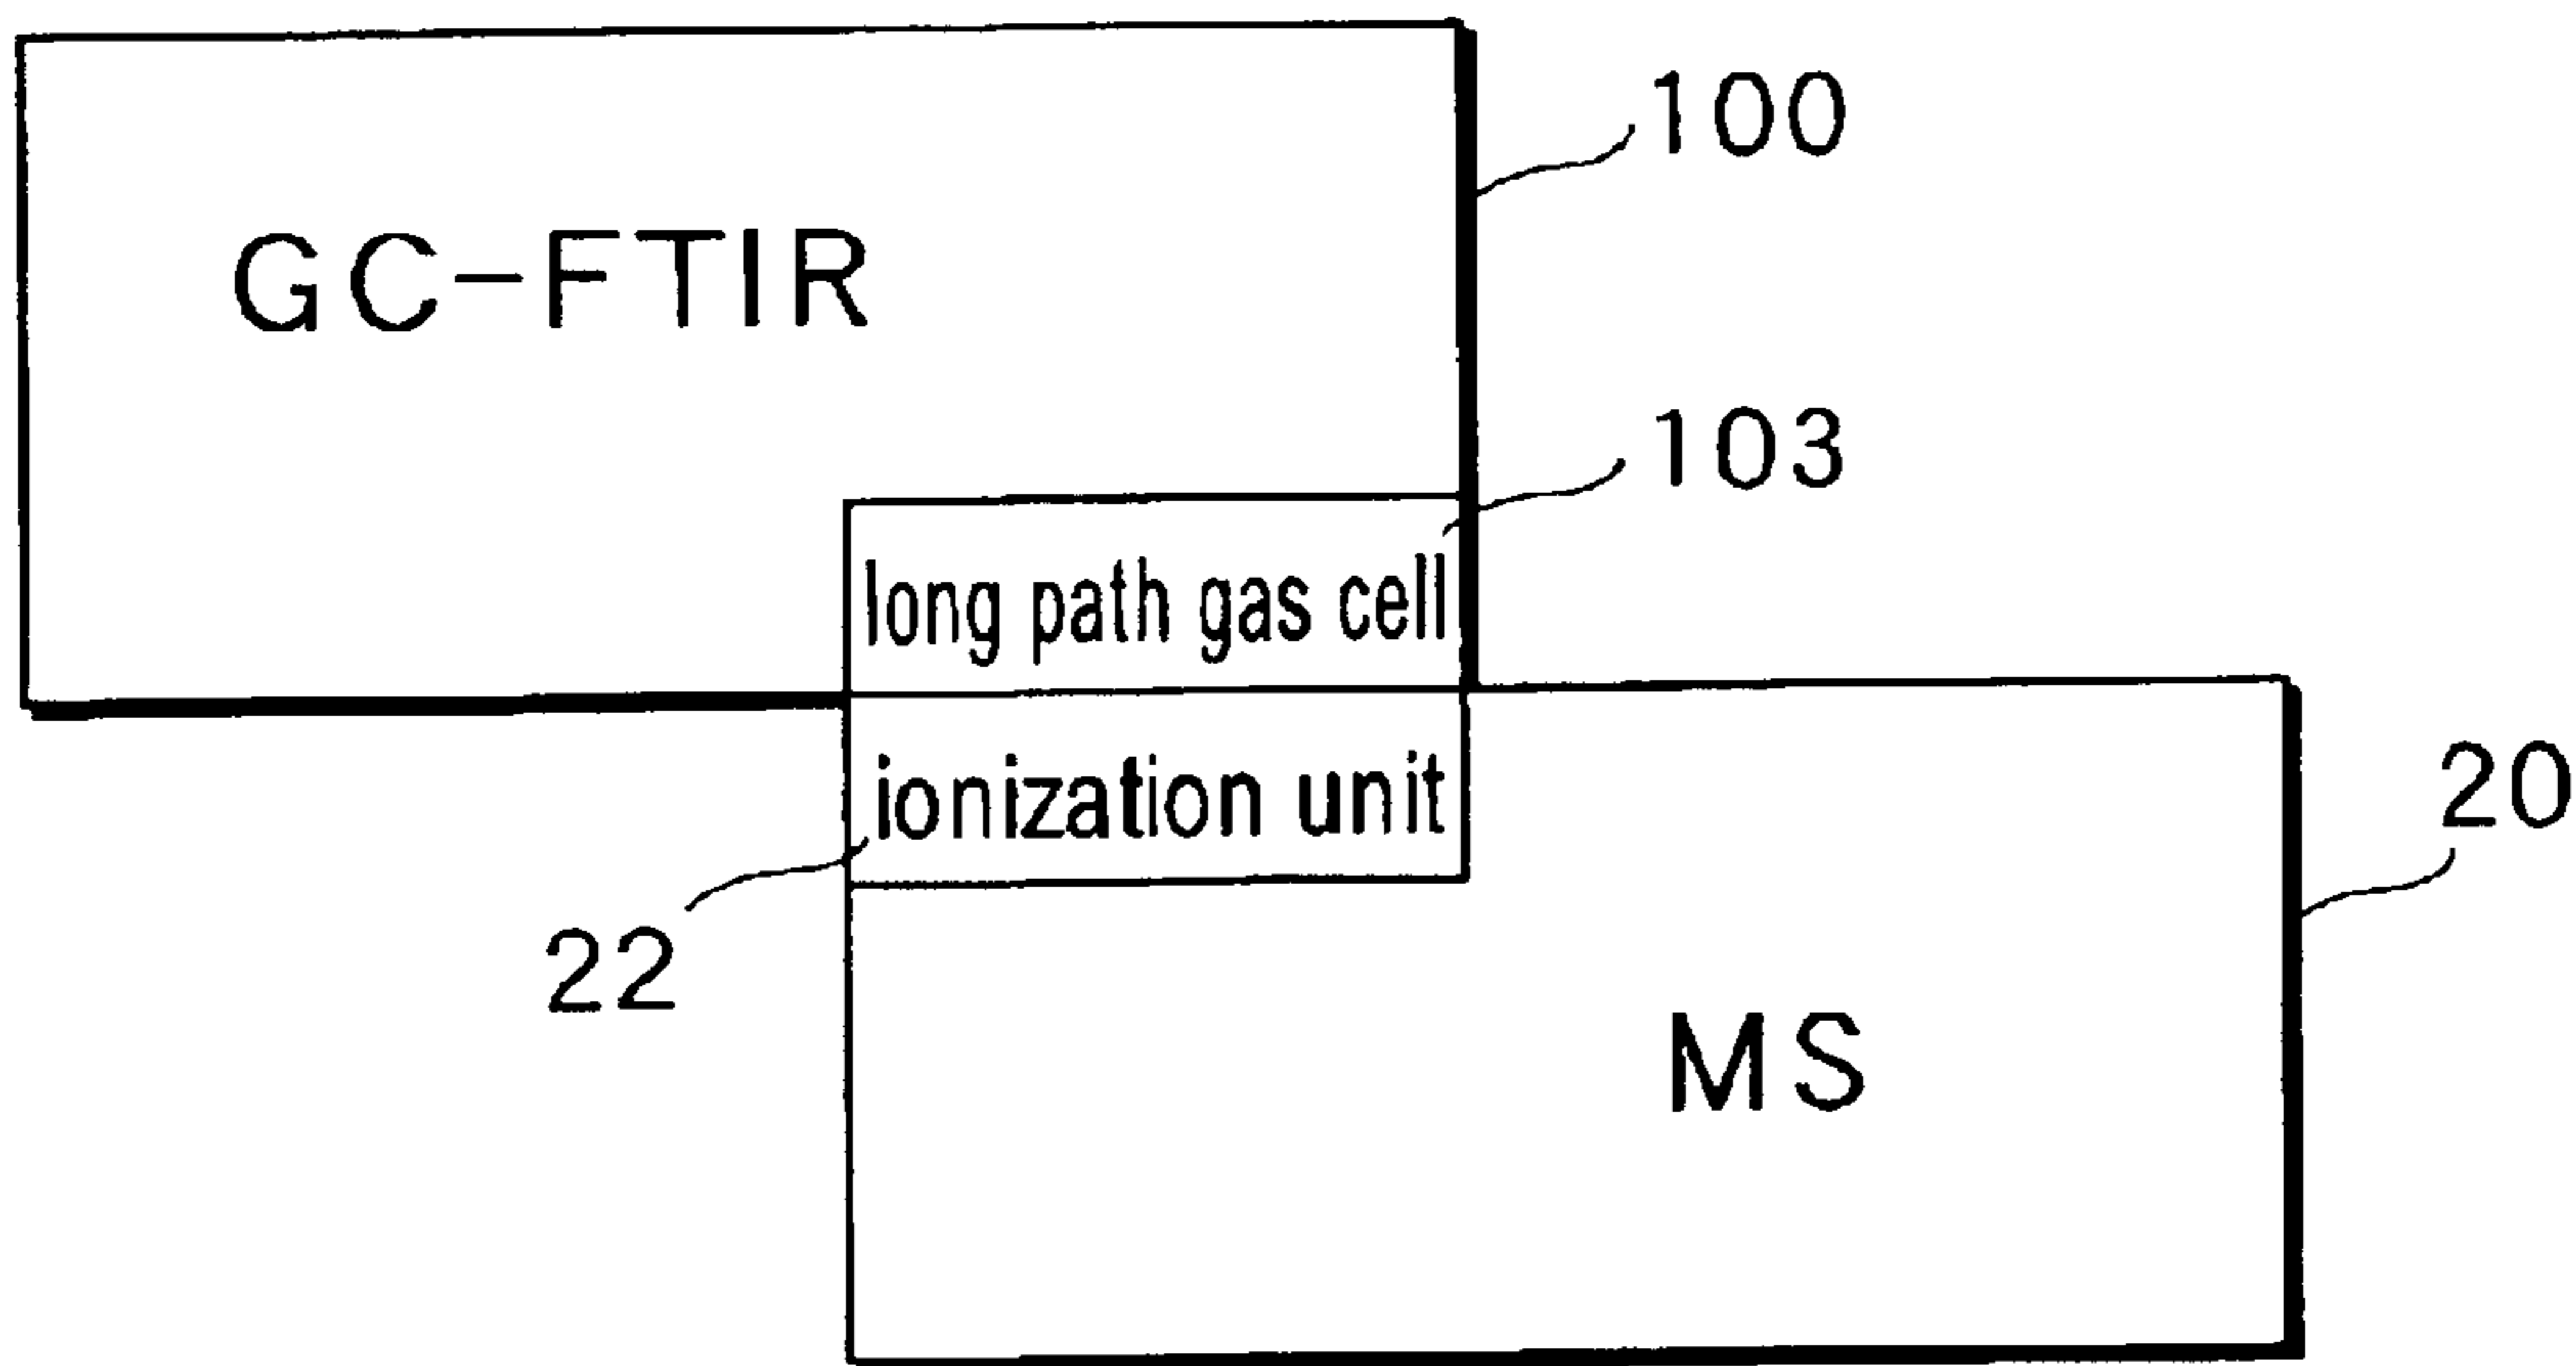 100
GC-FTIR
103
long path gas cell
ionization unit
20
22
MS